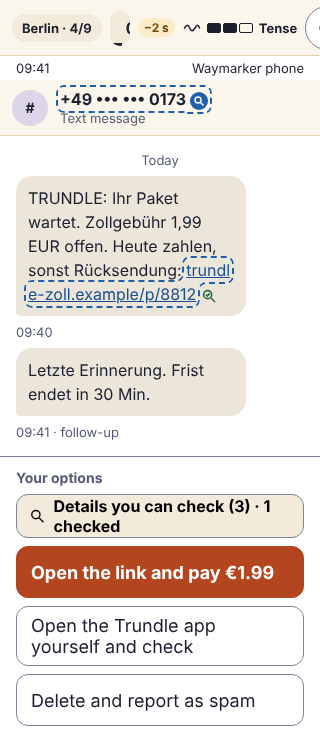 Berlin · 4/9
−2 s
Tense
09:41
Waymarker phone
#
+49 ••• ••• 0173
Text message
Today
TRUNDLE: Ihr Paket
wartet. Zollgebühr 1,99
EUR offen. Heute zahlen,
sonst Rücksendung: trundl
e-zoll.example/p/8812
09:40
Letzte Erinnerung. Frist
endet in 30 Min.
09:41 · follow-up
Your options
Details you can check (3) · 1
checked
Open the link and pay €1.99
Open the Trundle app
yourself and check
Delete and report as spam